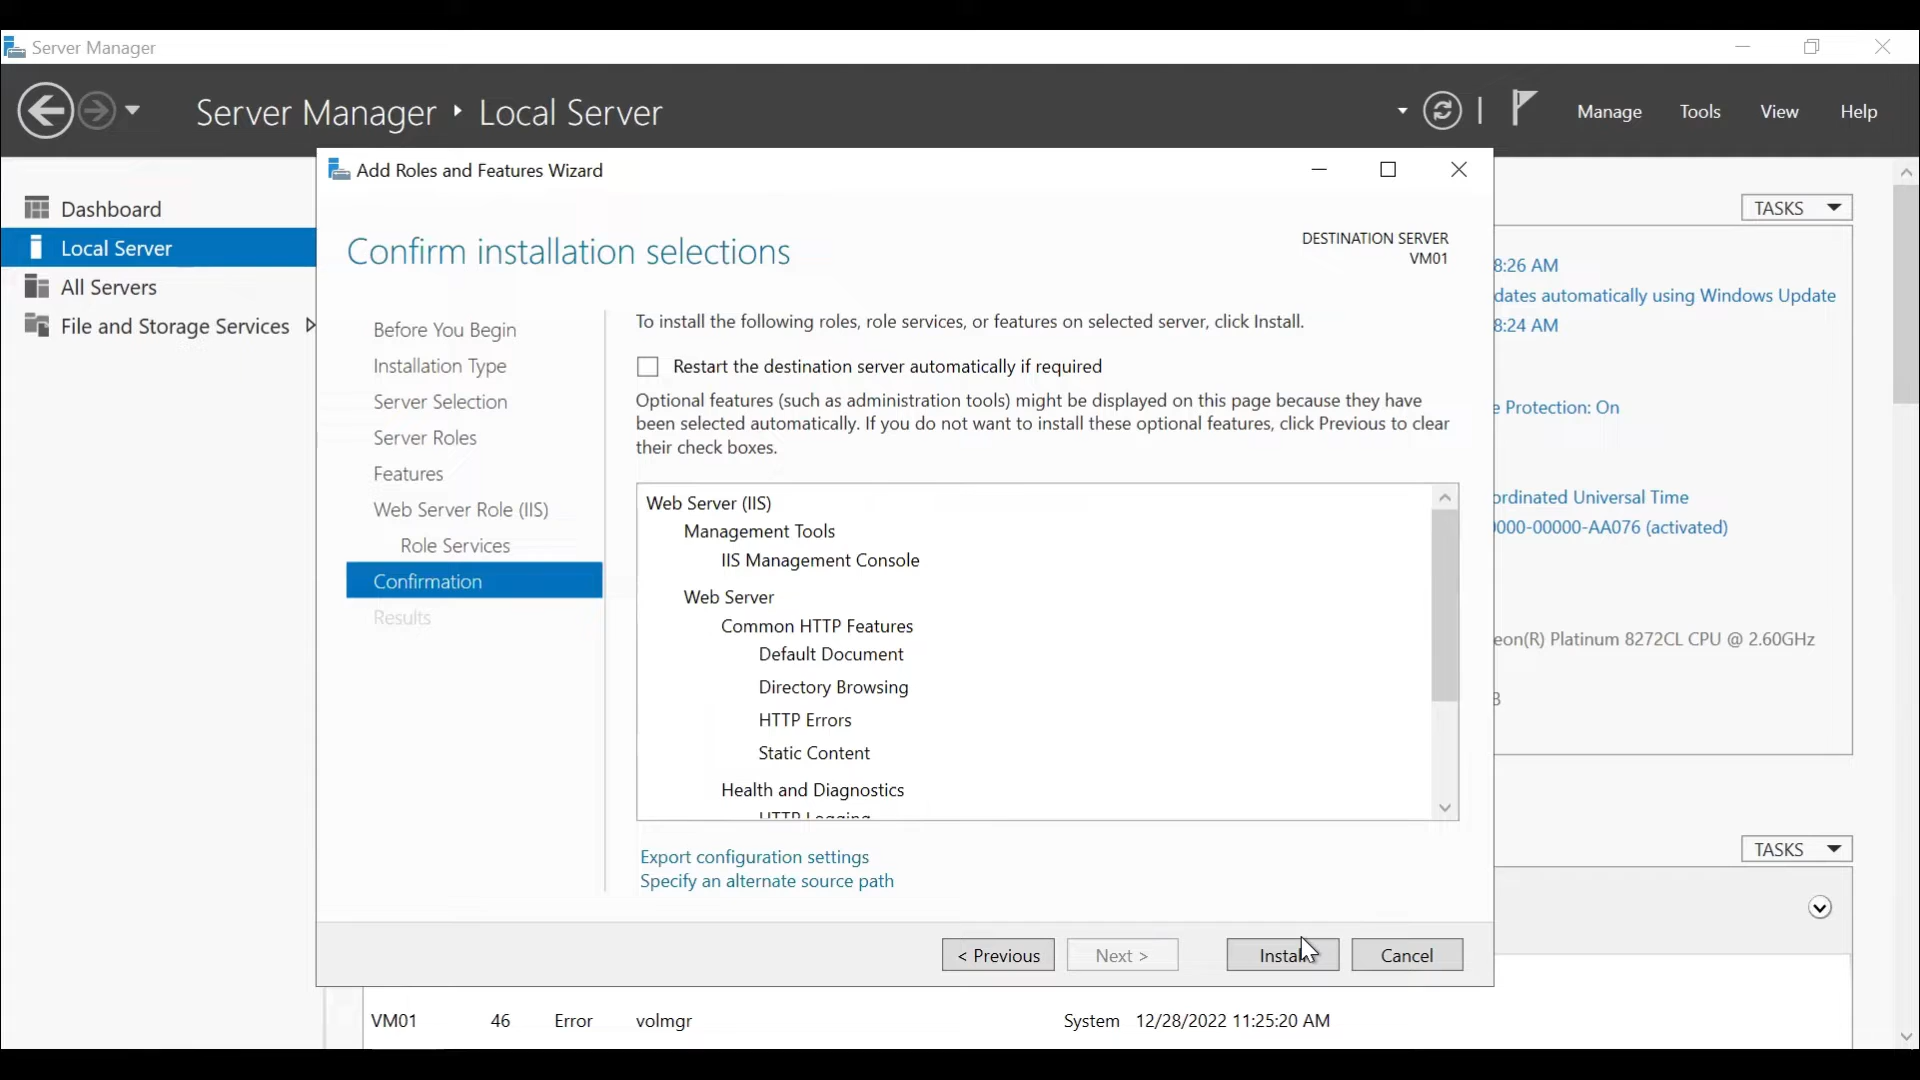 Server Manager
Server Manager
Local Server
Manage
Tools
View
Help
Dashboard
Local Server
All Servers
File and Storage Services
Add Roles and Features Wizard
Confirm installation selections
DESTINATION SERVER
VM01
Before You Begin
Installation Type
Server Selection
Server Roles
Features
Web Server Role (IIS)
Role Services
Confirmation
Results
To install the following roles, role services, or features on selected server, click Install.
Restart the destination server automatically if required
Optional features (such as administration tools) might be displayed on this page because they have
been selected automatically. If you do not want to install these optional features, click Previous to clear
their check boxes.
Web Server (IIS)
Management Tools
IIS Management Console
Web Server
Common HTTP Features
Default Document
Directory Browsing
HTTP Errors
Static Content
Health and Diagnostics
HTTP Logging
Export configuration settings
Specify an alternate source path
< Previous
Next >
Install
Cancel
TASKS
8:26 AM
dates automatically using Windows Update
8:24 AM
e Protection: On
ordinated Universal Time
0000-00000-AA076 (activated)
eon(R) Platinum 8272CL CPU @ 2.60GHz
B
TASKS
VM01 46 Error volmgr System 12/28/2022 11:25:20 AM